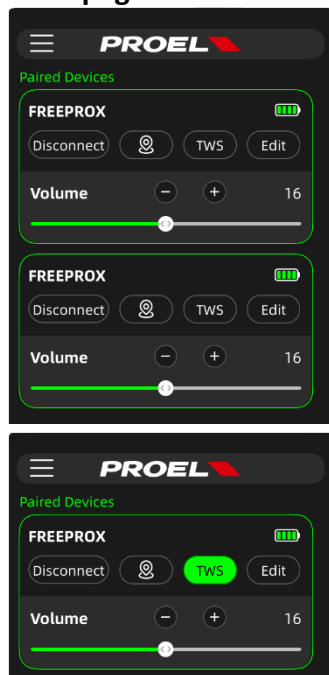 PROEL
Paired Devices
FREEPROX
Disconnect TWS Edit
Volume - + 16
FREEPROX
Disconnect TWS Edit
Volume - + 16
PROEL
Paired Devices
FREEPROX
Disconnect TWS Edit
Volume - + 16